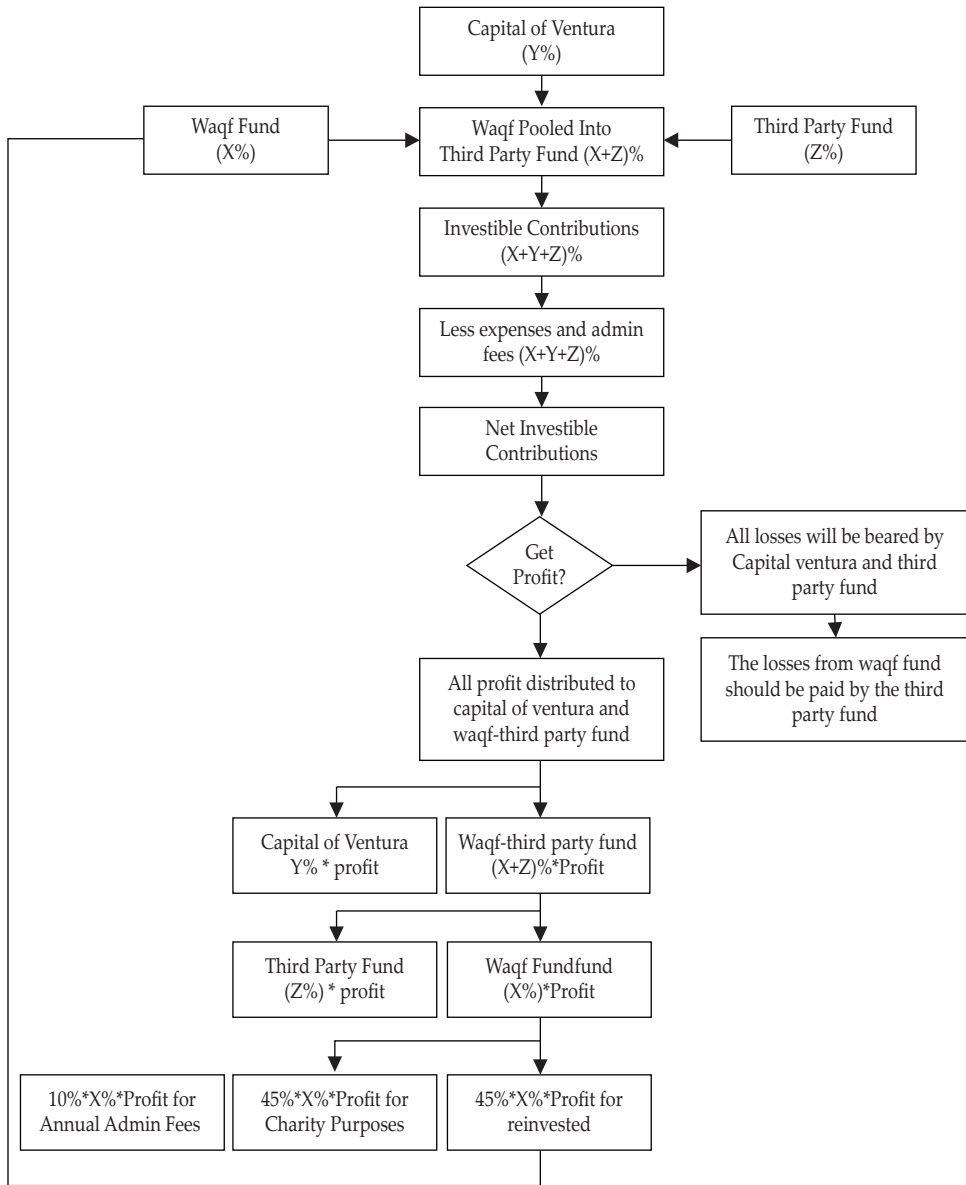 Capital of Ventura
(Y%)
Waqf Fund
(X%)
Waqf Pooled Into
Third Party Fund (X+Z)%
Third Party Fund
(Z%)
Investible Contributions
(X+Y+Z)%
Less expenses and admin
fees (X+Y+Z)%
Net Investible
Contributions
Get
Profit?
All losses will be beared by
Capital ventura and third
party fund
The losses from waqf fund
should be paid by the third
party fund
All profit distributed to
capital of ventura and
waqf-third party fund
Capital of Ventura
Y% * profit
Waqf-third party fund
(X+Z)%*Profit
Third Party Fund
(Z%) * profit
Waqf Fundfund
(X%)*Profit
10%*X%*Profit for
Annual Admin Fees
45%*X%*Profit for
Charity Purposes
45%*X%*Profit for
reinvested